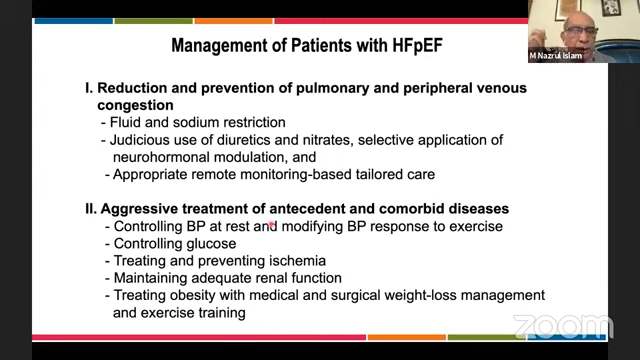 Management of Patients with HFpEF
M Nazrul Islam
I. Reduction and prevention of pulmonary and peripheral venous
congestion
- Fluid and sodium restriction
- Judicious use of diuretics and nitrates, selective application of
neurohormonal modulation, and
- Appropriate remote monitoring-based tailored care
II. Aggressive treatment of antecedent and comorbid diseases
- Controlling BP at rest and modifying BP response to exercise
- Controlling glucose
- Treating and preventing ischemia
- Maintaining adequate renal function
- Treating obesity with medical and surgical weight-loss management
and exercise training
zoom